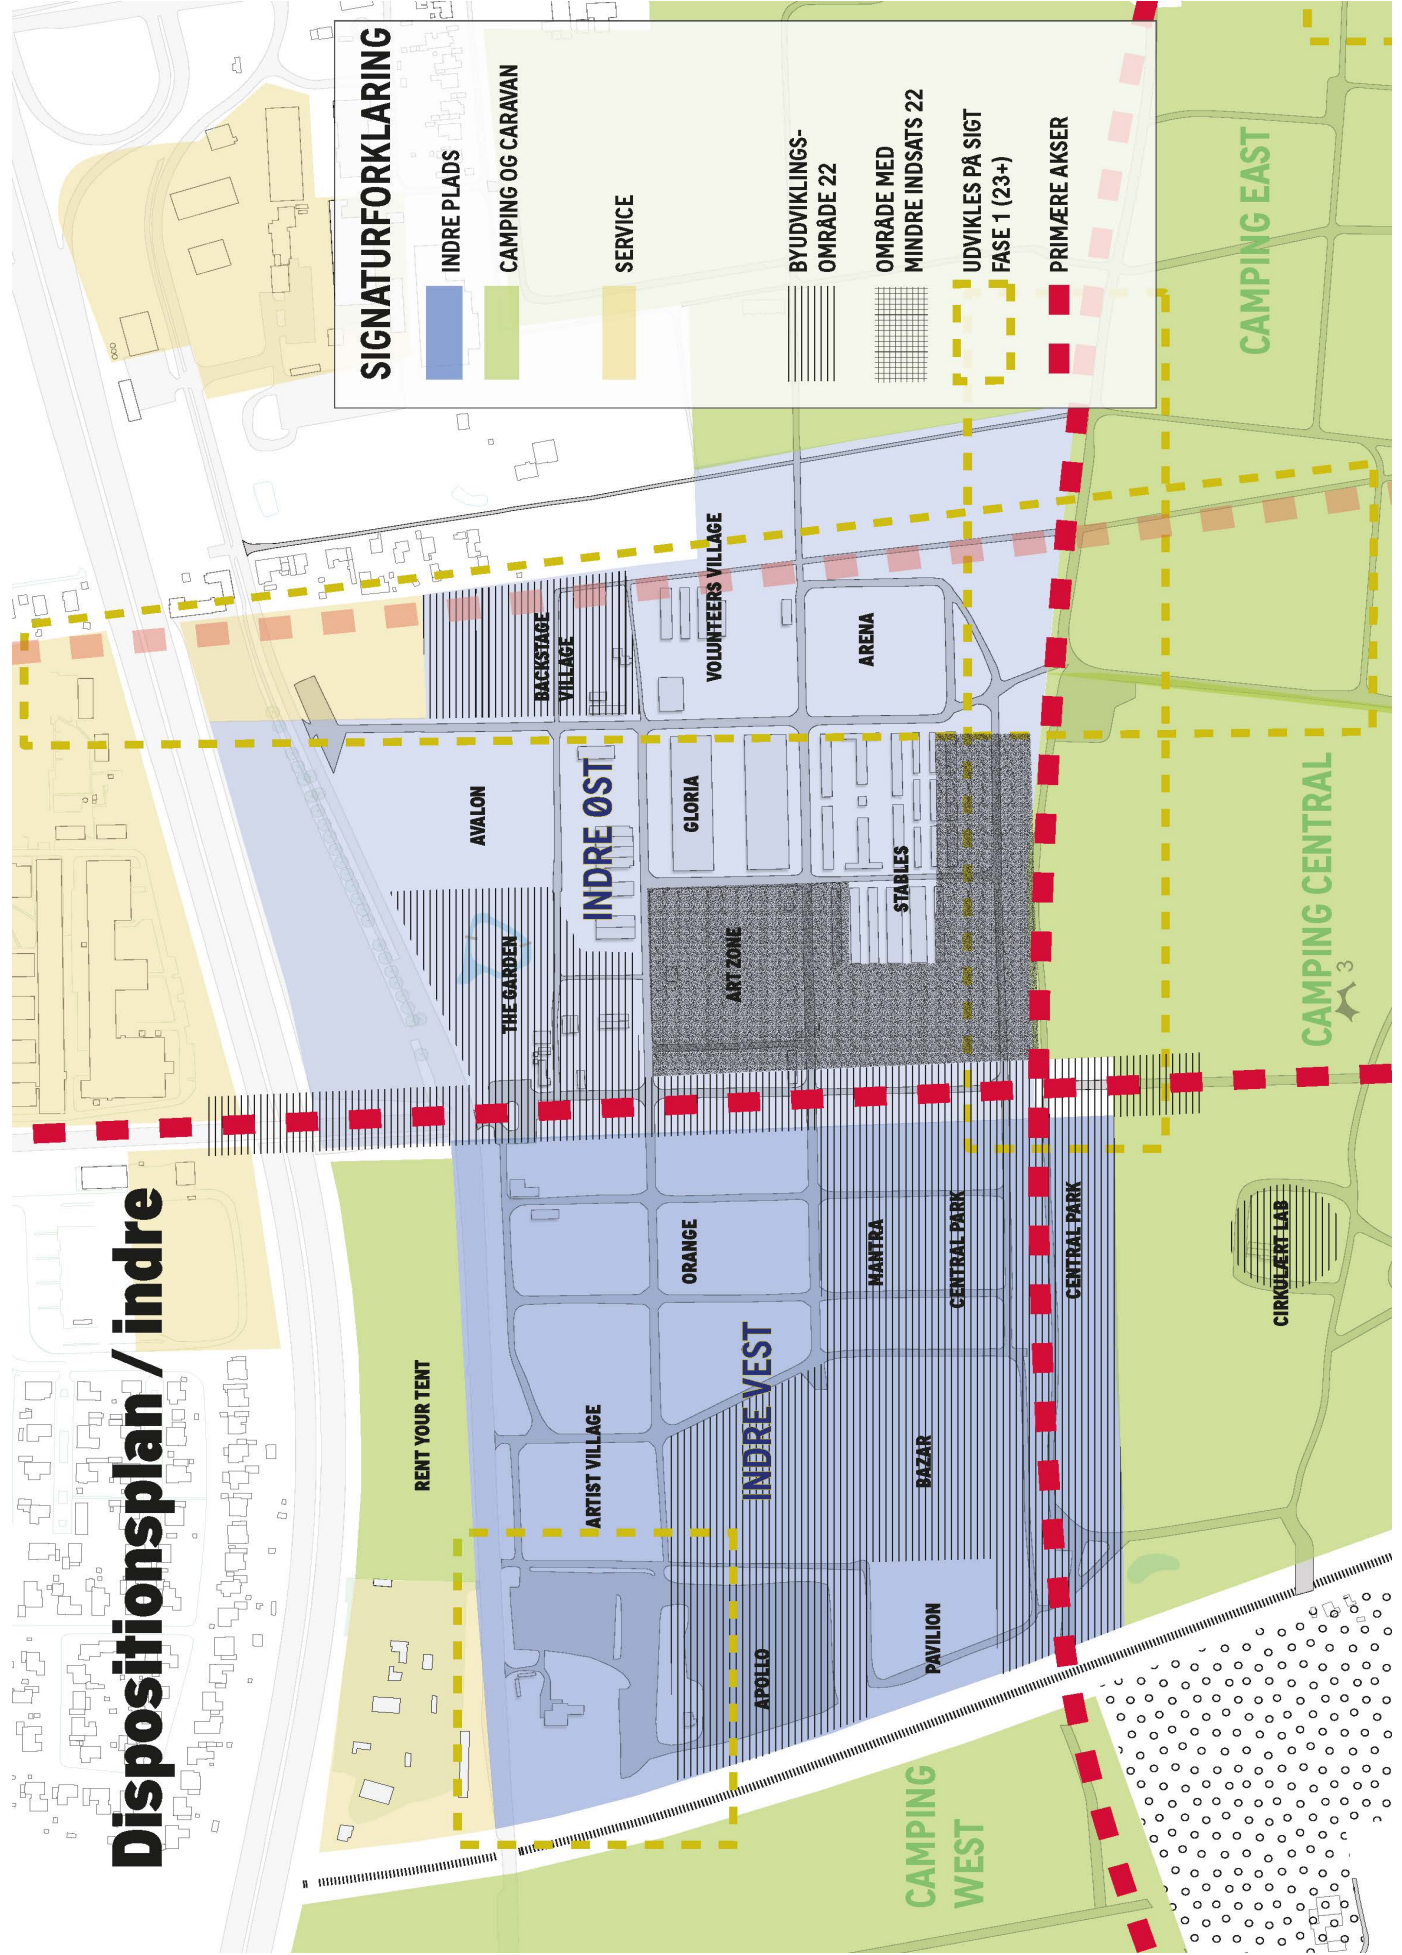 Dispositionsplan / indre
SIGNATURFORKLARING
INDRE PLADS
CAMPING OG CARAVAN
SERVICE
BYUDVIKLINGS-
OMRÅDE 22
OMRÅDE MED
MINDRE INDSATS 22
UDVIKLES PÅ SIGT
FASE 1 (23+)
PRIMÆRE AKSER
RENT YOUR TENT
ARTIST VILLAGE
ORANGE
INDRE VEST
APOLLO
MANTRA
BAZAR
PAVILION
CENTRAL PARK
CENTRAL PARK
AVALON
THE GARDEN
INDRE ØST
BACKSTAGE
VILLAGE
GLORIA
ART ZONE
VOLUNTEERS VILLAGE
ARENA
STABLES
CAMPING
WEST
CIRKULÆRT LAB
CAMPING CENTRAL
3
CAMPING EAST